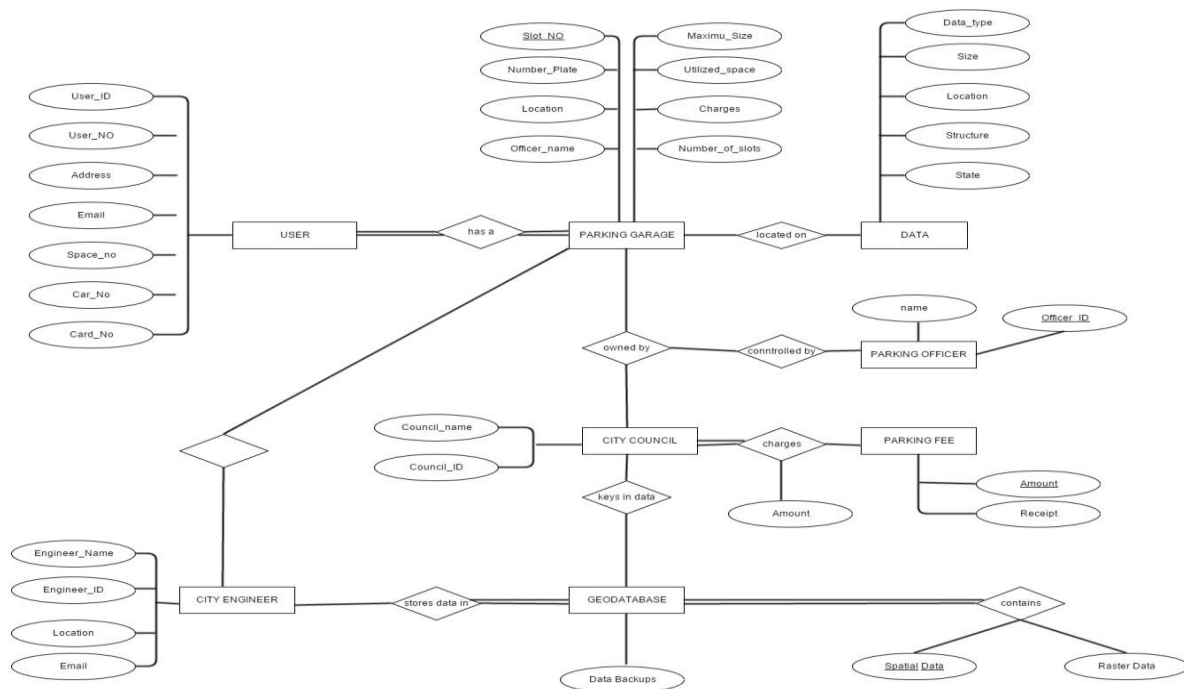 Slot_NO
Maximu_Size
Data_type
Number_Plate
Utilized_space
Size
User_ID
Location
Charges
Location
User_NO
Officer_name
Number_of_slots
Structure
Address
State
Email
USER
has a
PARKING GARAGE
located on
DATA
Space_no
Car_No
name
Officer_ID
Card_No
owned by
conntrolled by
PARKING OFFICER
Council_name
CITY COUNCIL
charges
PARKING FEE
Council_ID
keys in data
Amount
Amount
Receipt
Engineer_Name
Engineer_ID
CITY ENGINEER
stores data in
GEODATABASE
contains
Location
Email
Data Backups
Spatial Data
Raster Data